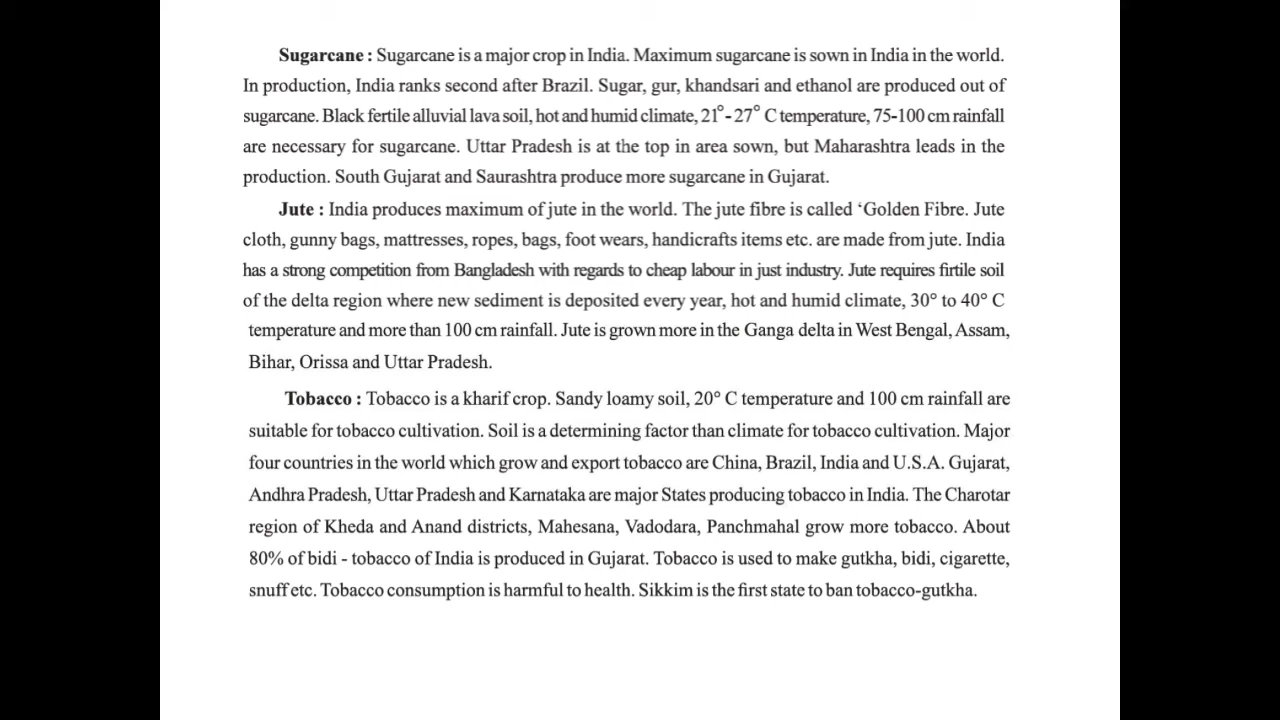 Sugarcane : Sugarcane is a major crop in India. Maximum sugarcane is sown in India in the world.
In production, India ranks second after Brazil. Sugar, gur, khandsari and ethanol are produced out of
sugarcane. Black fertile alluvial lava soil, hot and humid climate, 21°- 27° C temperature, 75-100 cm rainfall
are necessary for sugarcane. Uttar Pradesh is at the top in area sown, but Maharashtra leads in the
production. South Gujarat and Saurashtra produce more sugarcane in Gujarat.
Jute : India produces maximum of jute in the world. The jute fibre is called ‘Golden Fibre. Jute
cloth, gunny bags, mattresses, ropes, bags, foot wears, handicrafts items etc. are made from jute. India
has a strong competition from Bangladesh with regards to cheap labour in just industry. Jute requires firtile soil
of the delta region where new sediment is deposited every year, hot and humid climate, 30° to 40° C
temperature and more than 100 cm rainfall. Jute is grown more in the Ganga delta in West Bengal, Assam,
Bihar, Orissa and Uttar Pradesh.
Tobacco : Tobacco is a kharif crop. Sandy loamy soil, 20° C temperature and 100 cm rainfall are
suitable for tobacco cultivation. Soil is a determining factor than climate for tobacco cultivation. Major
four countries in the world which grow and export tobacco are China, Brazil, India and U.S.A. Gujarat,
Andhra Pradesh, Uttar Pradesh and Karnataka are major States producing tobacco in India. The Charotar
region of Kheda and Anand districts, Mahesana, Vadodara, Panchmahal grow more tobacco. About
80% of bidi - tobacco of India is produced in Gujarat. Tobacco is used to make gutkha, bidi, cigarette,
snuff etc. Tobacco consumption is harmful to health. Sikkim is the first state to ban tobacco-gutkha.